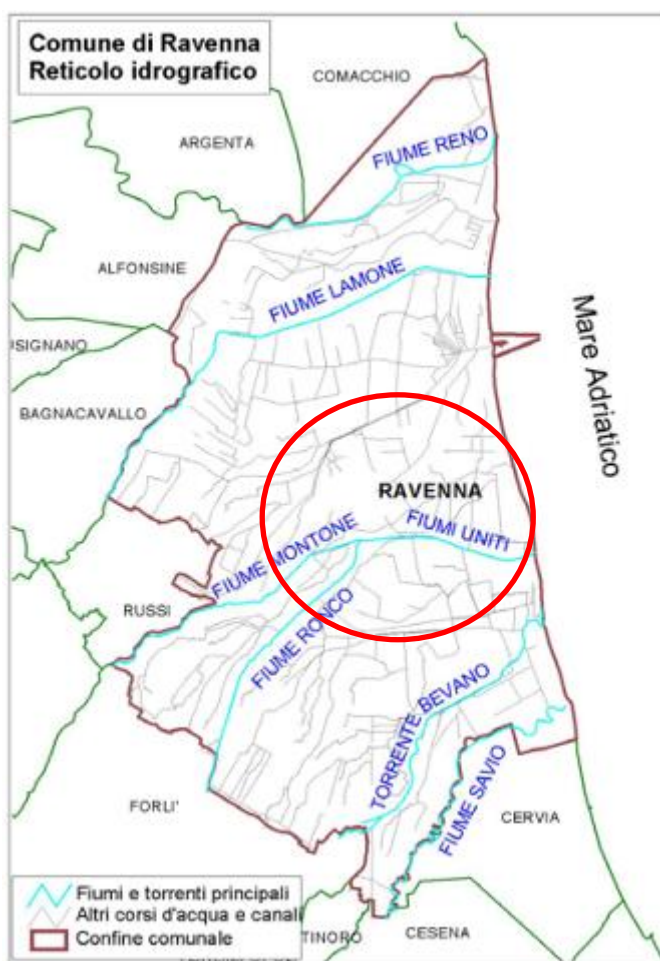 Comune di Ravenna
Reticolo idrografico
COMACCHIO
ARGENTA
FIUME RENO
ALFONSINE
FIUME LAMONE
Mare Adriatico
USIGNANO
BAGNACAVALLO
RAVENNA
FIUMI UNITI
FIUME MONTONE
RUSSI
FIUME RONCO
TORRENTE BEVANO
FIUME SAVIO
FORLI'
CERVIA
Fiumi e torrenti principali
Altri corsi d'acqua e canali
Confine comunale
TINORO
CESENA